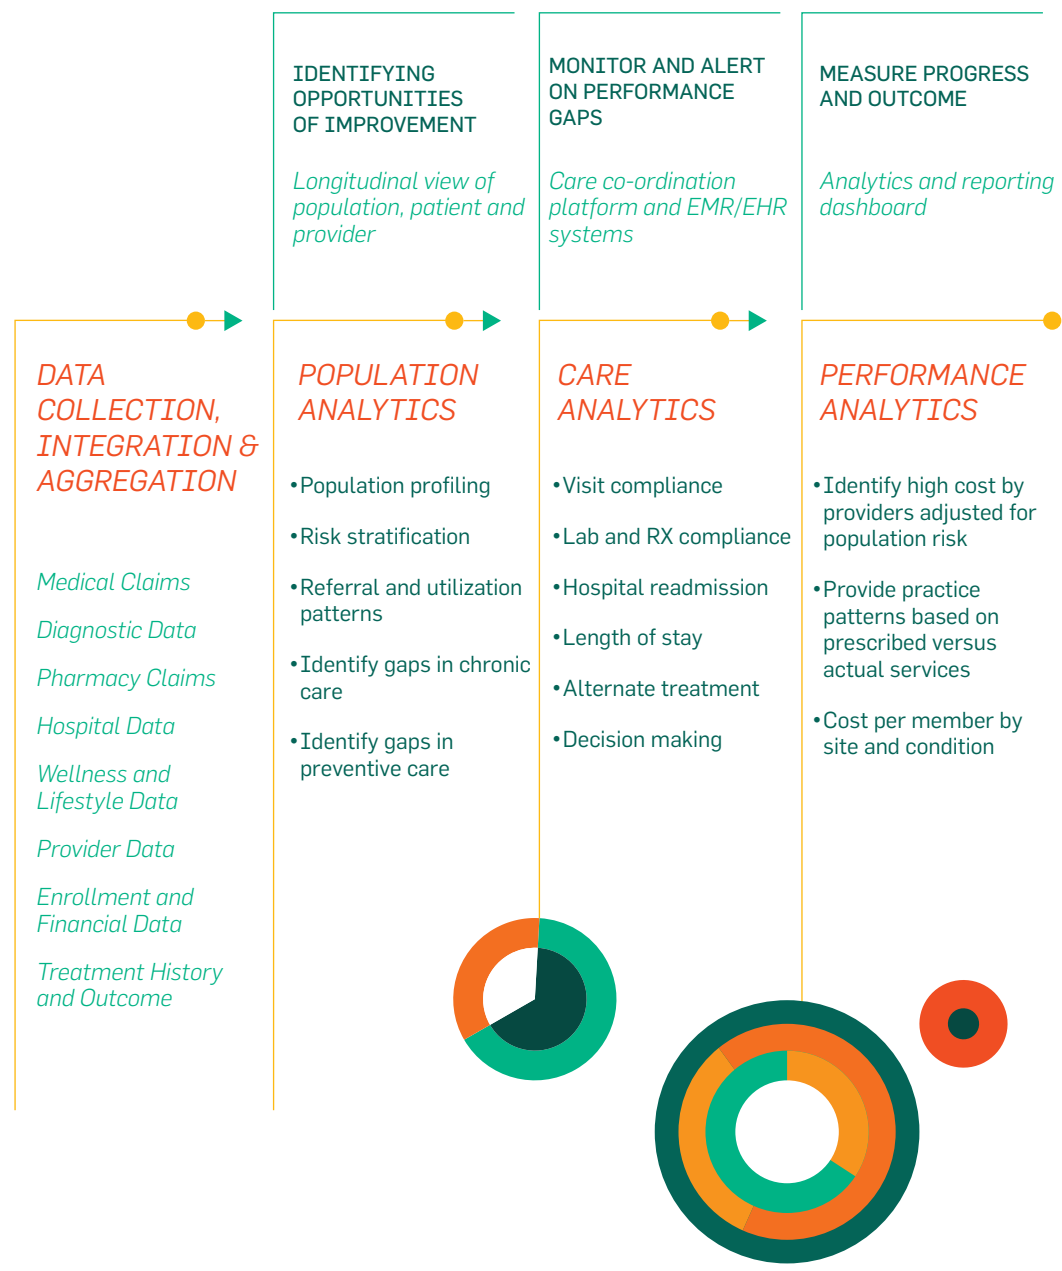 IDENTIFYING
OPPORTUNITIES
OF IMPROVEMENT
Longitudinal view of
population, patient and
provider
MONITOR AND ALERT
ON PERFORMANCE
GAPS
Care co-ordination
platform and EMR/EHR
systems
MEASURE PROGRESS
AND OUTCOME
Analytics and reporting
dashboard
DATA
COLLECTION,
INTEGRATION &
AGGREGATION
Medical Claims
Diagnostic Data
Pharmacy Claims
Hospital Data
Wellness and
Lifestyle Data
Provider Data
Enrollment and
Financial Data
Treatment History
and Outcome
POPULATION
ANALYTICS
•Population profiling
•Risk stratification
•Referral and utilization
patterns
•Identify gaps in chronic
care
•Identify gaps in
preventive care
CARE
ANALYTICS
•Visit compliance
•Lab and RX compliance
•Hospital readmission
•Length of stay
•Alternate treatment
•Decision making
PERFORMANCE
ANALYTICS
•Identify high cost by
providers adjusted for
population risk
•Provide practice
patterns based on
prescribed versus
actual services
•Cost per member by
site and condition